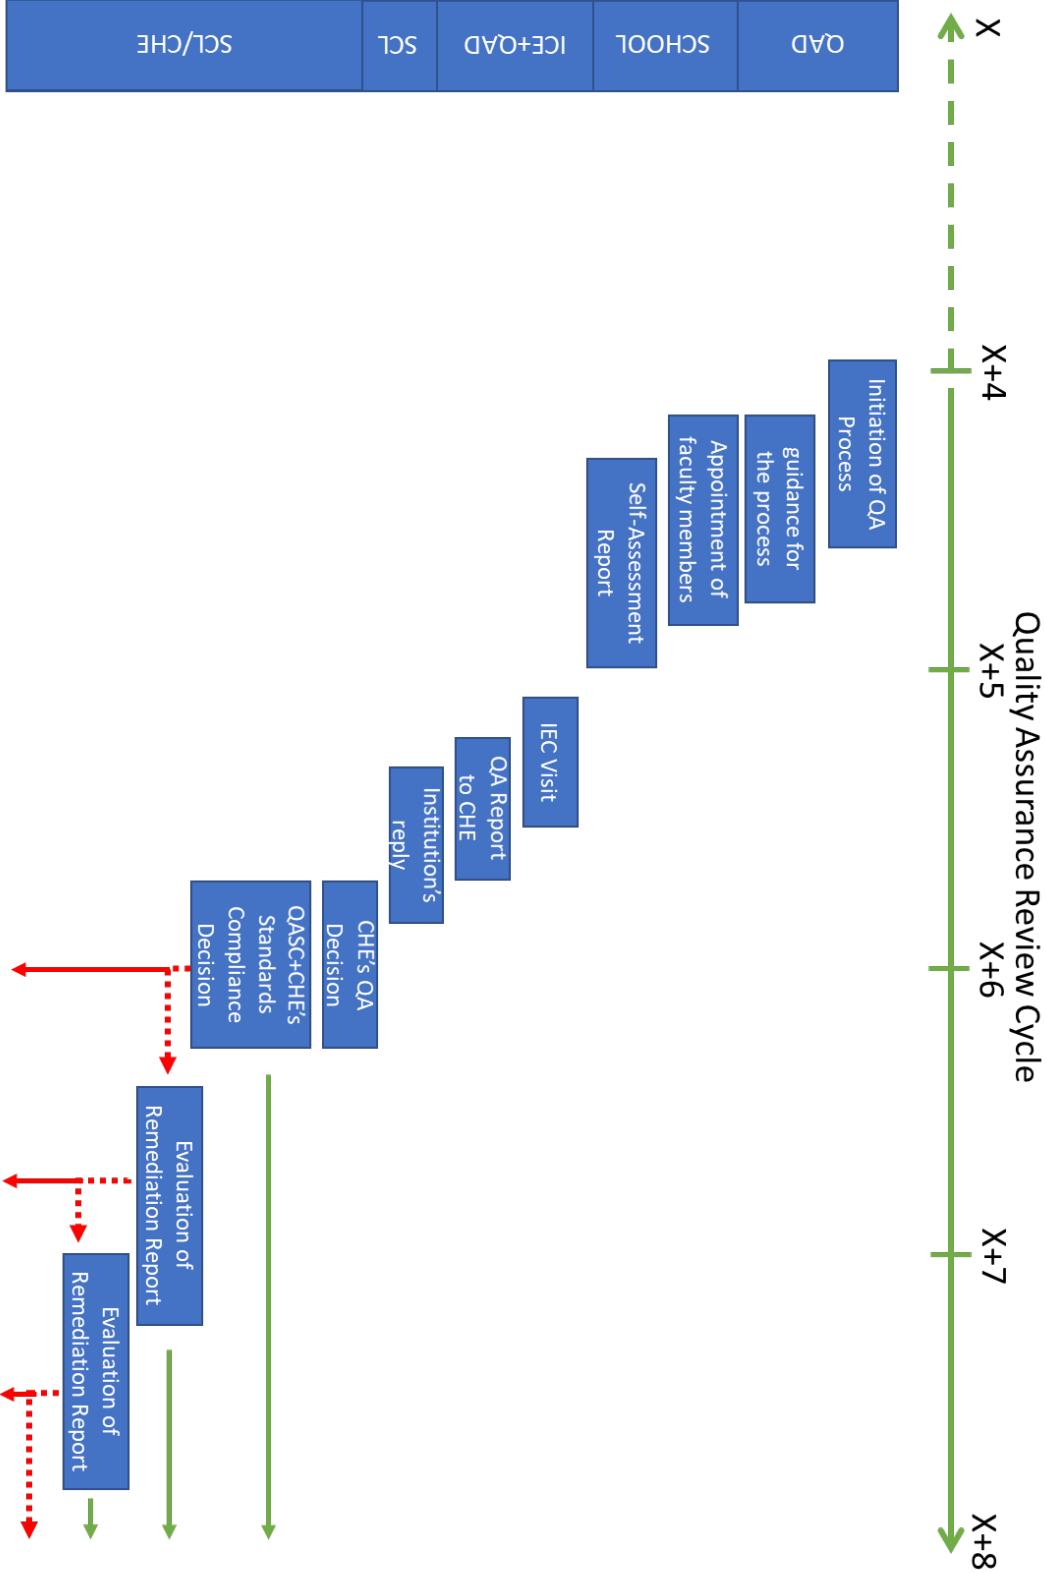 Quality Assurance Review Cycle
X
X+4
X+5
X+6
X+7
X+8
QAD
SCHOOL
ICE+QAD
SCL
SCL/CHE
Initiation of QA
Process
guidance for
the process
Appointment of
faculty members
Self-Assessment
Report
IEC Visit
QA Report
to CHE
Institution's
reply
CHE's QA
Decision
QASC+CHE's
Standards
Compliance
Decision
Evaluation of
Remediation Report
Evaluation of
Remediation Report